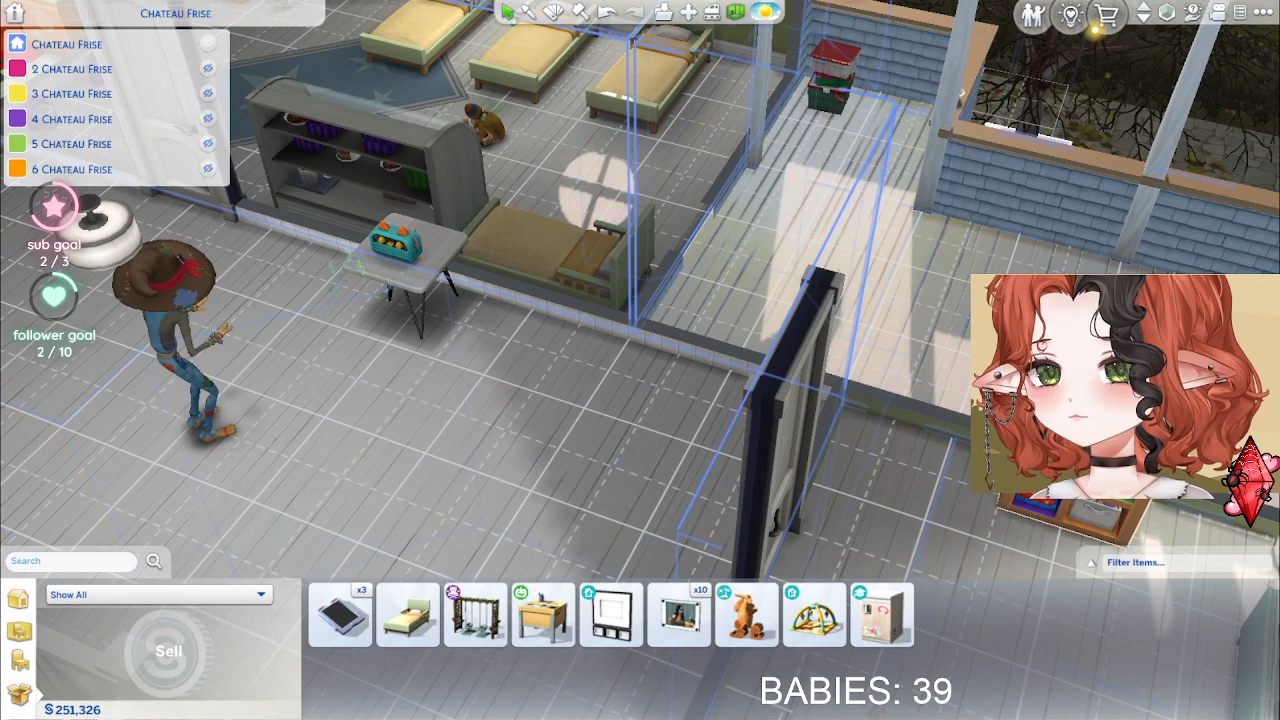 CHATEAU FRISE
CHATEAU FRISE
2 CHATEAU FRISE
3 CHATEAU FRISE
4 CHATEAU FRISE
5 CHATEAU FRISE
6 CHATEAU FRISE
sub goal
2 / 3
follower goal
2 / 10
Search
Filter Items...
Show All
x3
x10
Sell
§251,326
BABIES: 39